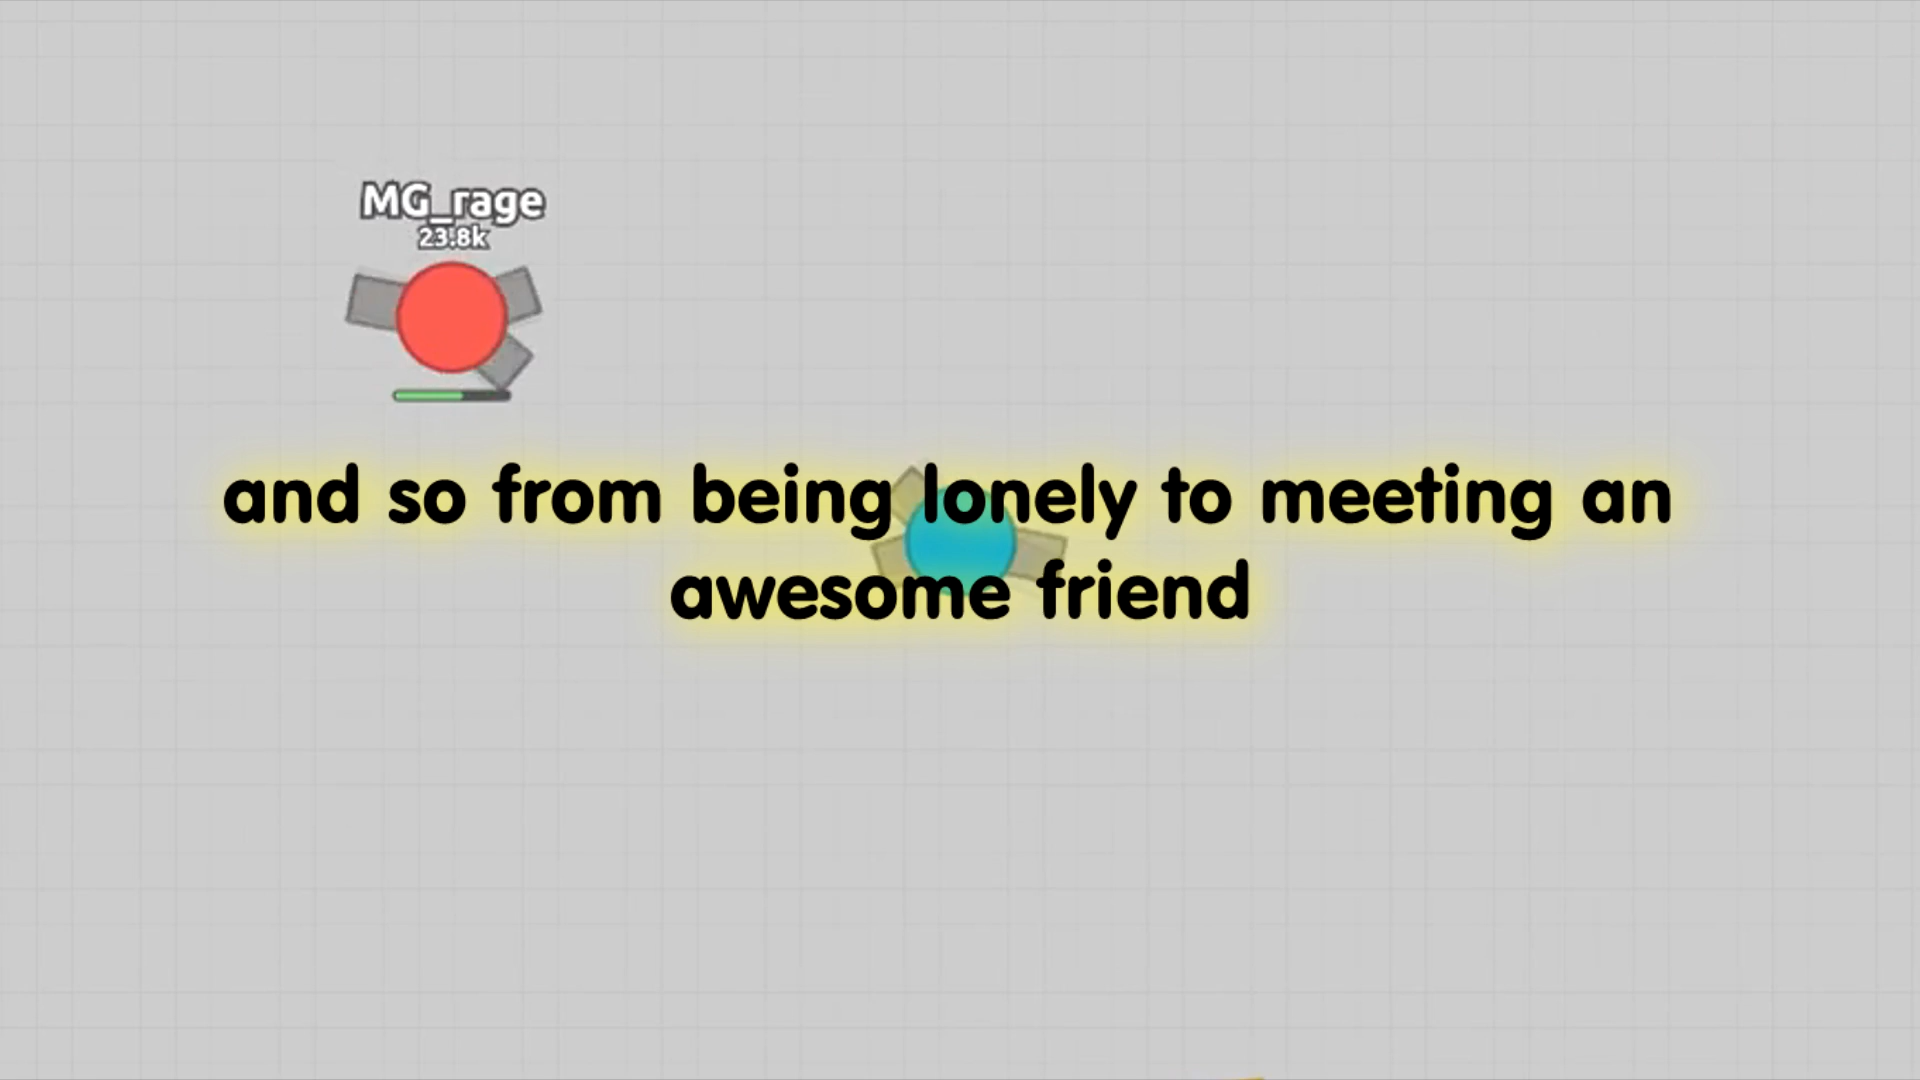 MG_rage
23.8k
and so from being lonely to meeting an
awesome friend